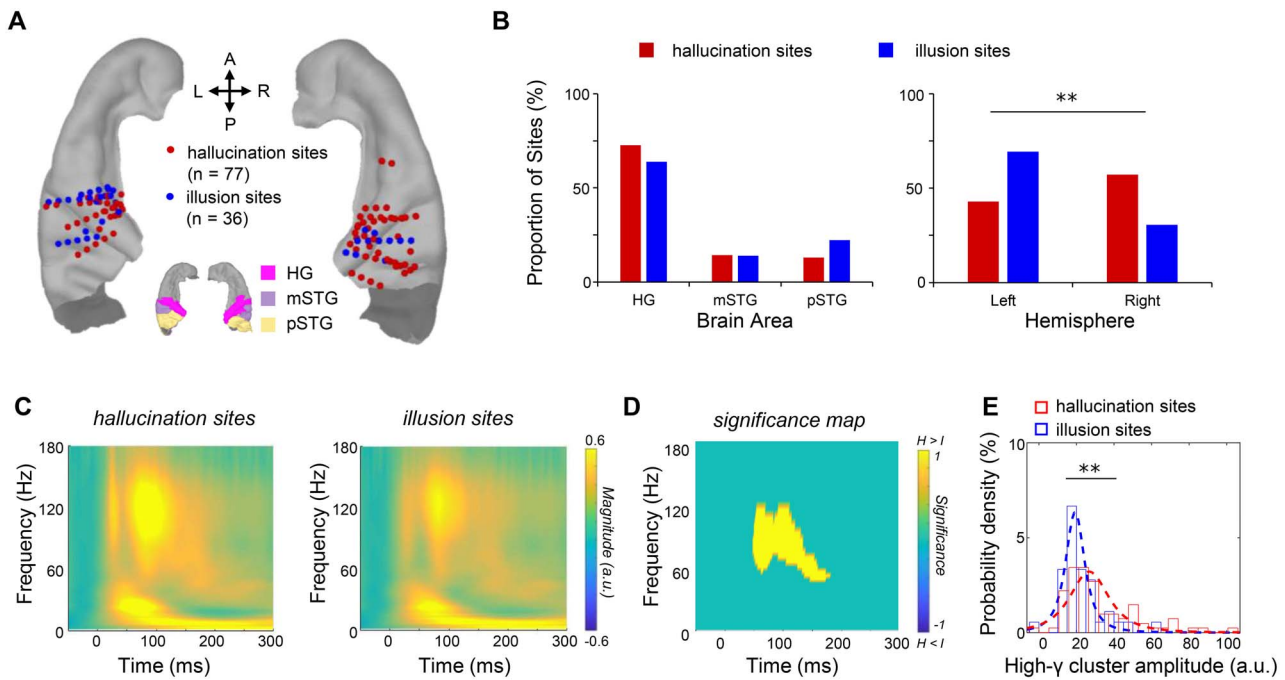 A
A
L
R
P
hallucination sites
(n = 77)
illusion sites
(n = 36)
HG
mSTG
pSTG
B
hallucination sites
illusion sites
Proportion of Sites (%)
100
50
0
HG
mSTG
pSTG
Brain Area
100
50
0
**
Left
Right
Hemisphere
C
hallucination sites
Frequency (Hz)
180
120
60
0
0
100
200
300
Time (ms)
illusion sites
Frequency (Hz)
180
120
60
0
0
100
200
300
Time (ms)
0.6
Magnitude (a.u.)
-0.6
D
significance map
Frequency (Hz)
180
120
60
0
0
100
200
300
Time (ms)
H > I
1
Significance
-1
H < I
E
hallucination sites
illusion sites
Probability density (%)
10
5
0
**
0
20
40
60
80
100
High-γ cluster amplitude (a.u.)